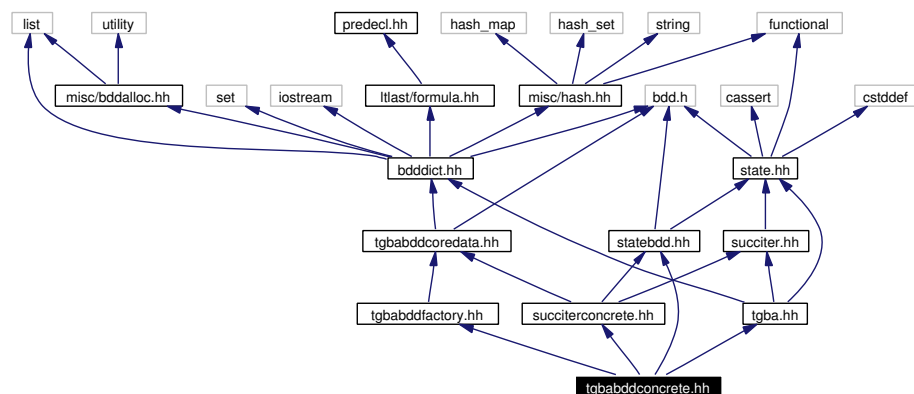 list
utility
predecl.hh
hash_map
hash_set
string
functional
misc/bddalloc.hh
set
iostream
ltlast/formula.hh
misc/hash.hh
bdd.h
cassert
cstddef
bdddict.hh
state.hh
tgbabddcoredata.hh
statebdd.hh
succiter.hh
tgbabddfactory.hh
succiterconcrete.hh
tgba.hh
tgbabddconcrete.hh